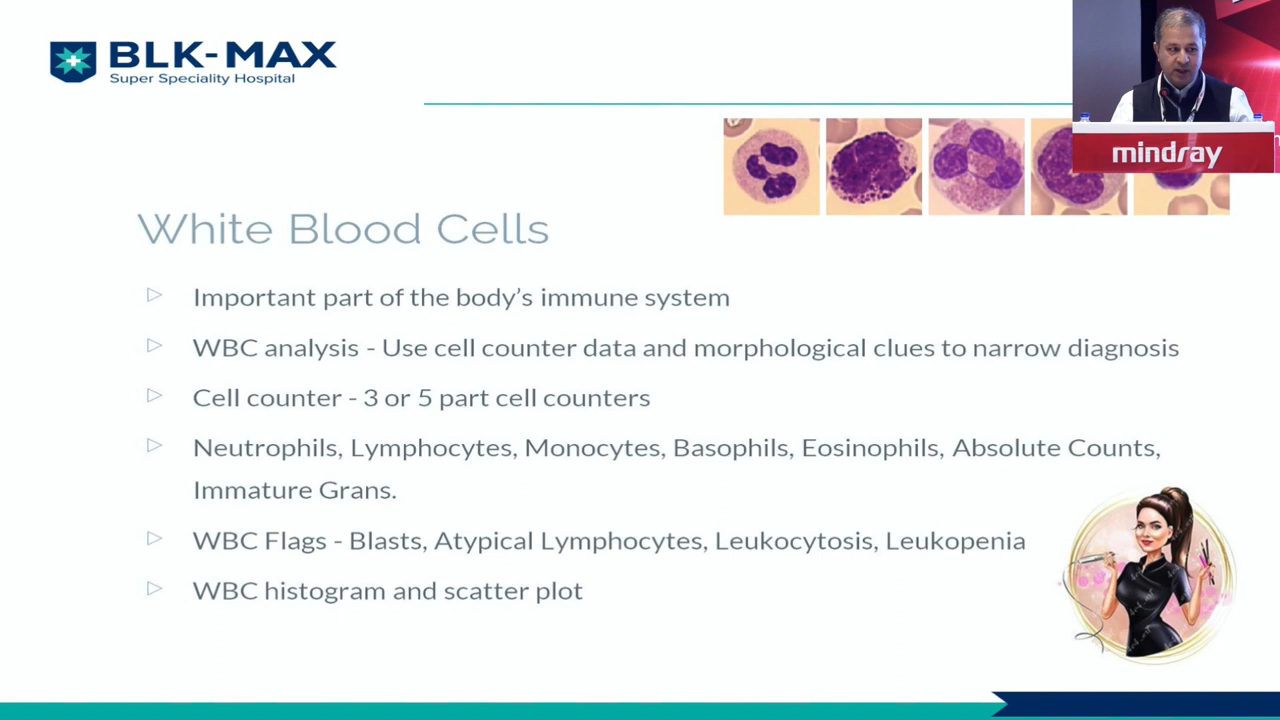 BLK-MAX
Super Speciality Hospital
mindray
White Blood Cells
Important part of the body’s immune system
WBC analysis - Use cell counter data and morphological clues to narrow diagnosis
Cell counter - 3 or 5 part cell counters
Neutrophils, Lymphocytes, Monocytes, Basophils, Eosinophils, Absolute Counts,
Immature Grans.
WBC Flags - Blasts, Atypical Lymphocytes, Leukocytosis, Leukopenia
WBC histogram and scatter plot